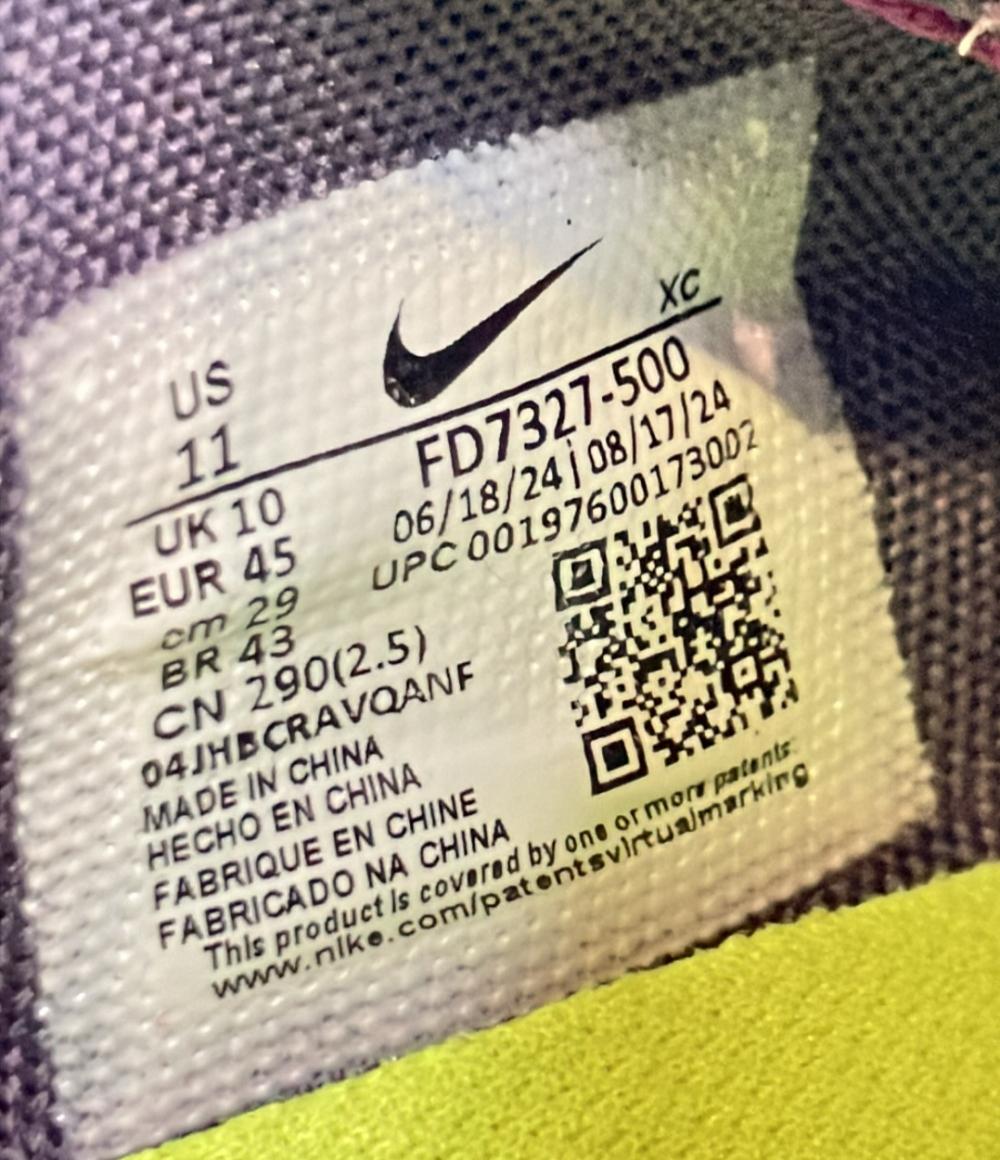 US
11
XC
FD7327-500
06/18/24 | 08/17/24
UPC 00197600173002
UK 10
EUR 45
cm 29
BR 43
CN 290(2.5)
04JHBCRAVQANF
MADE IN CHINA
HECHO EN CHINA
FABRIQUE EN CHINE
FABRICADO NA CHINA
This product is covered by one or more patents.
www.nike.com/patentsvirtualmarking